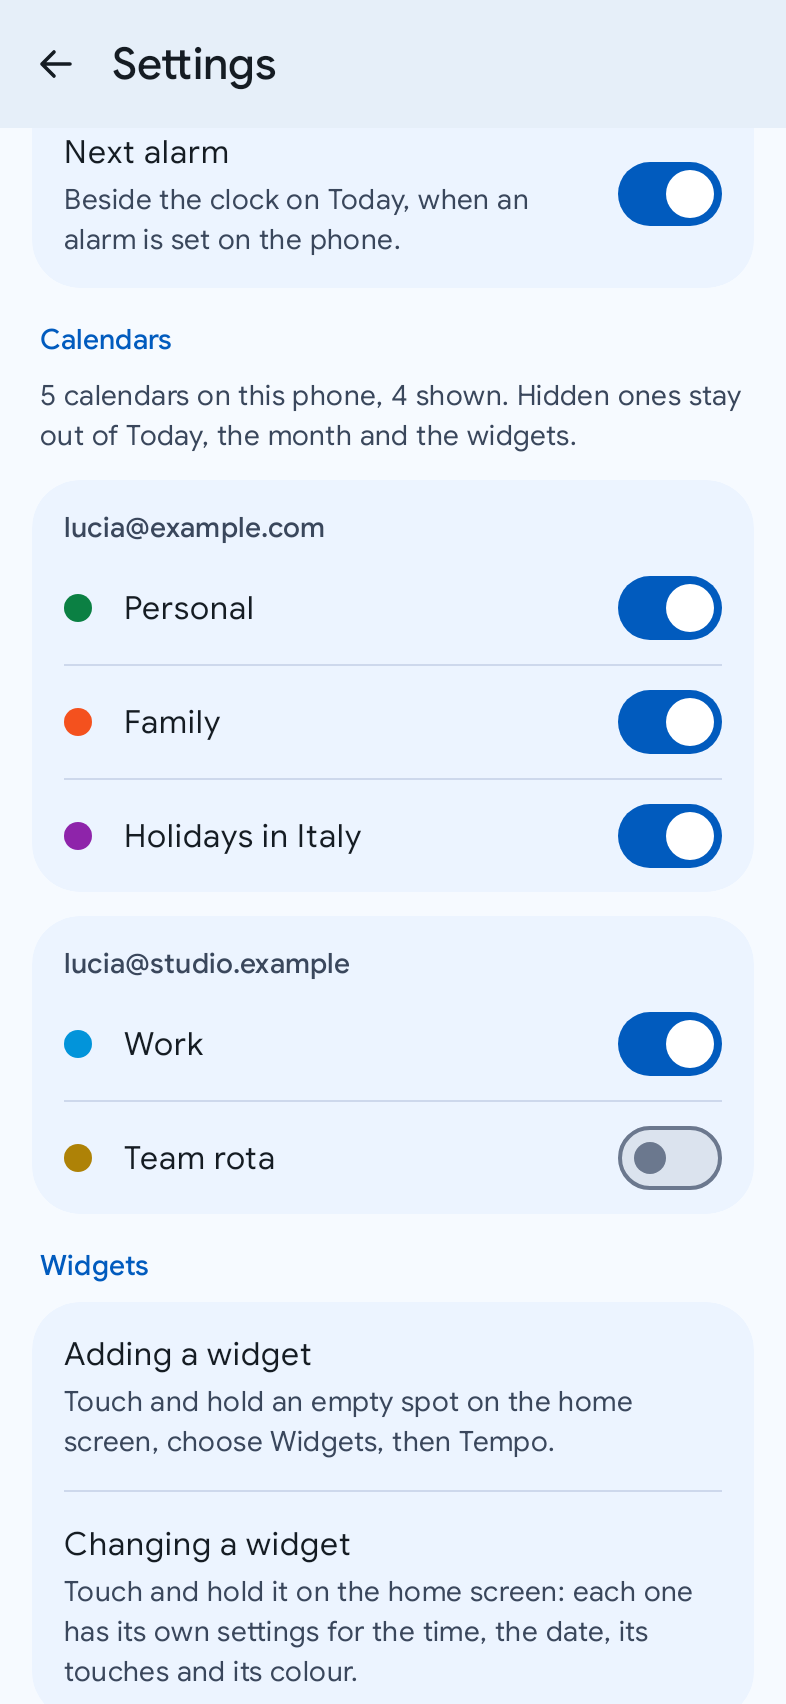 Settings
Next alarm
Beside the clock on Today, when an
alarm is set on the phone.
Calendars
5 calendars on this phone, 4 shown. Hidden ones stay
out of Today, the month and the widgets.
lucia@example.com
Personal
Family
Holidays in Italy
lucia@studio.example
Work
Team rota
Widgets
Adding a widget
Touch and hold an empty spot on the home
screen, choose Widgets, then Tempo.
Changing a widget
Touch and hold it on the home screen: each one
has its own settings for the time, the date, its
touches and its colour.